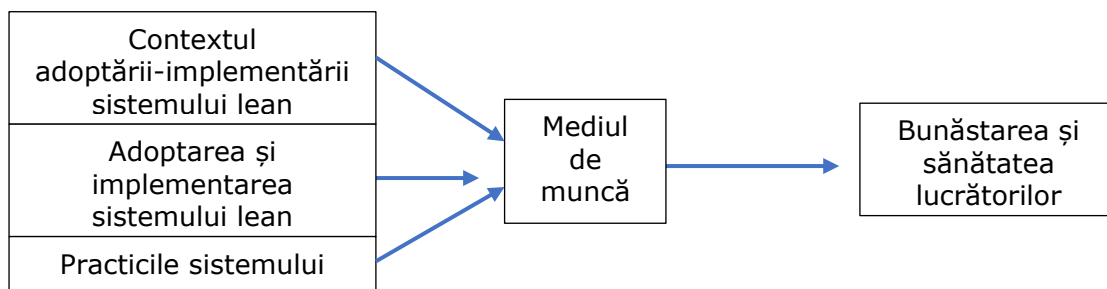 Contextul
adoptării-implementării
sistemului lean
Adoptarea și
implementarea
sistemului lean
Practicile sistemului
Mediul
de
muncă
Bunăstarea și
sănătatea
lucrătorilor